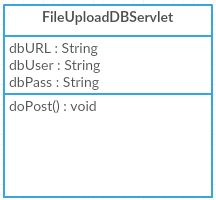 FileUploadDBServlet
dbURL : String
dbUser : String
dbPass : String
doPost() : void